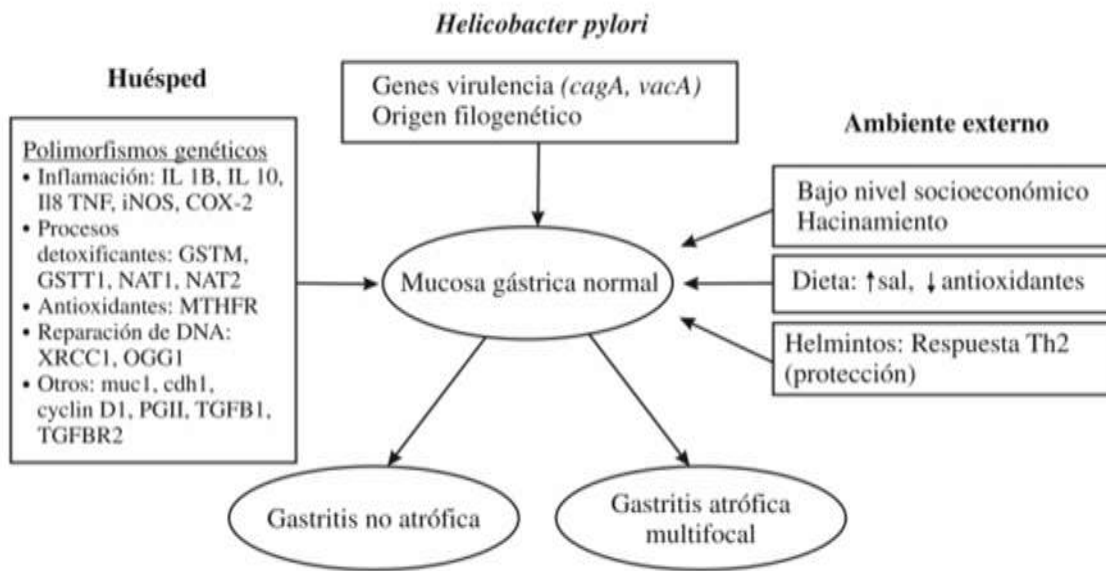 Helicobacter pylori
Genes virulencia (cagA, vacA)
Origen filogenético
Huésped
Polimorfismos genéticos
• Inflamación: IL 1B, IL 10,
Il8 TNF, iNOS, COX-2
• Procesos
detoxificantes: GSTM,
GSTT1, NAT1, NAT2
• Antioxidantes: MTHFR
• Reparación de DNA:
XRCC1, OGG1
• Otros: muc1, cdh1,
cyclin D1, PGII, TGFB1,
TGFBR2
Mucosa gástrica normal
Ambiente externo
Bajo nivel socioeconómico
Hacinamiento
Dieta: ↑sal, ↓antioxidantes
Helmintos: Respuesta Th2
(protección)
Gastritis no atrófica
Gastritis atrófica
multifocal